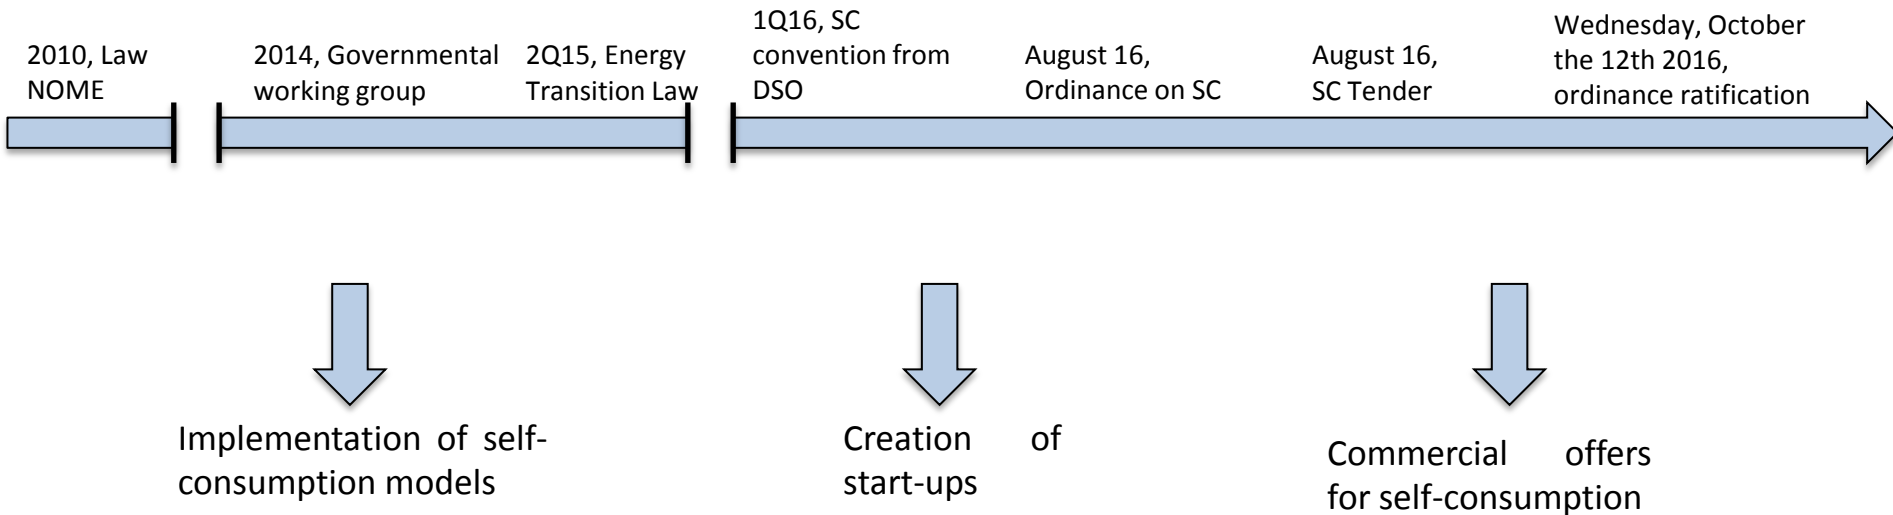 2010, Law
NOME
2014, Governmental
working group
2Q15, Energy
Transition Law
1Q16, SC
convention from
DSO
August 16,
Ordinance on SC
August 16,
SC Tender
Wednesday, October
the 12th 2016,
ordinance ratification
Implementation of self-
consumption models
Creation of
start-ups
Commercial offers
for self-consumption